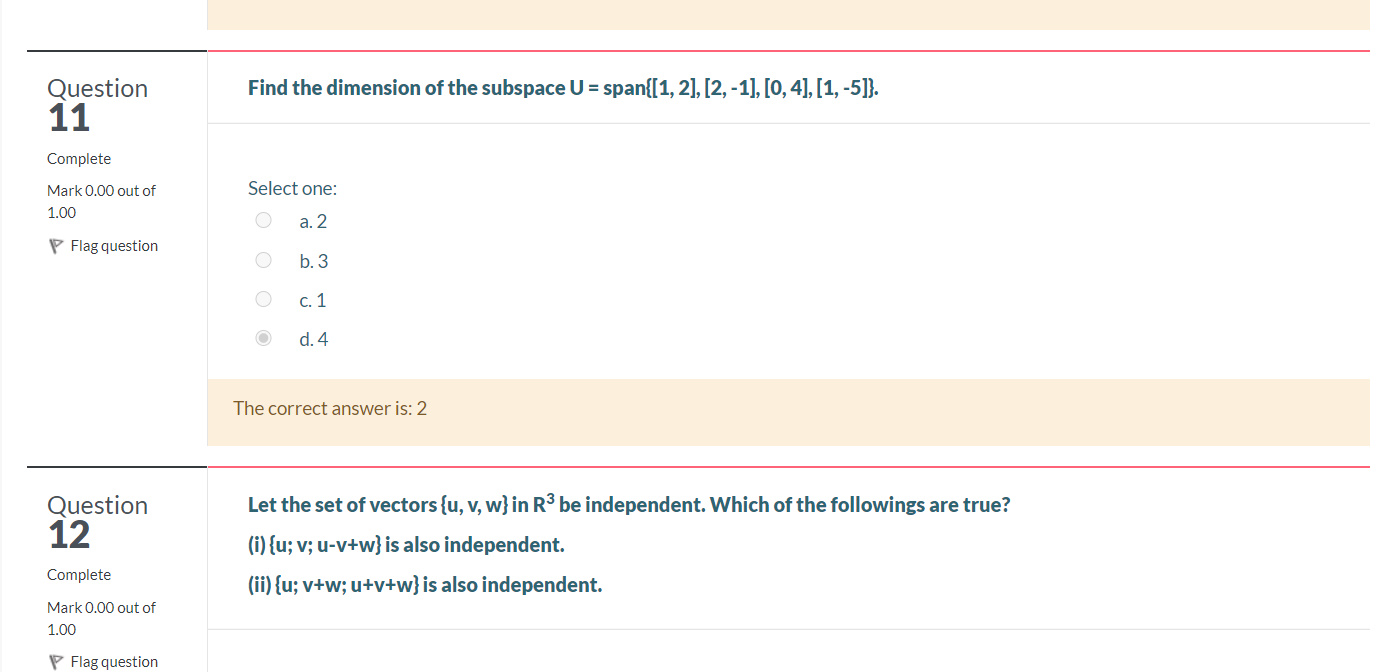 Question
11
Complete
Mark 0.00 out of
1.00
Flag question
Find the dimension of the subspace U = span{[1, 2], [2, -1], [0, 4], [1, -5]}.
Select one:
a. 2
b. 3
c. 1
d. 4
The correct answer is: 2
Question
12
Complete
Mark 0.00 out of
1.00
Flag question
Let the set of vectors {u, v, w} in R³ be independent. Which of the followings are true?
(i) {u; v; u-v+w} is also independent.
(ii) {u; v+w; u+v+w} is also independent.